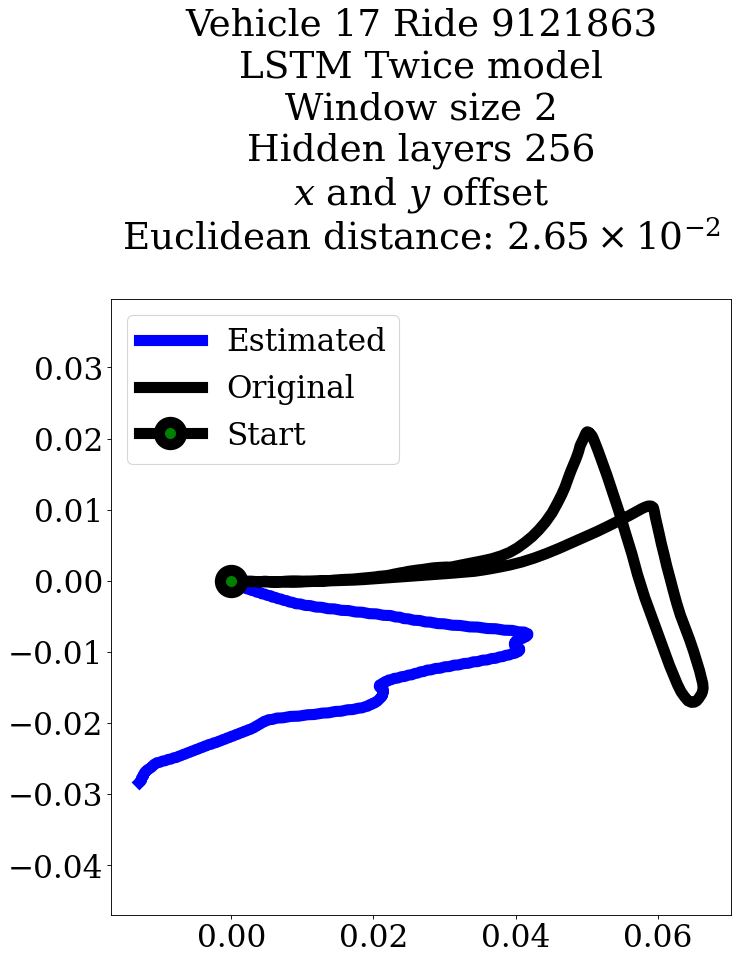 Vehicle 17 Ride 9121863
LSTM Twice model
Window size 2
Hidden layers 256
x and y offset
Euclidean distance: 2.65 × 10⁻²
Estimated
Original
Start
0.03
0.02
0.01
0.00
−0.01
−0.02
−0.03
−0.04
0.00 0.02 0.04 0.06